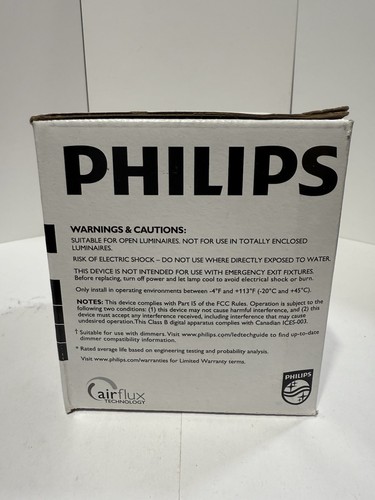 PHILIPS
WARNINGS & CAUTIONS:
SUITABLE FOR OPEN LUMINAIRES. NOT FOR USE IN TOTALLY ENCLOSED
LUMINAIRES.
RISK OF ELECTRIC SHOCK – DO NOT USE WHERE DIRECTLY EXPOSED TO WATER.
THIS DEVICE IS NOT INTENDED FOR USE WITH EMERGENCY EXIT FIXTURES.
Before replacing, turn off power and let lamp cool to avoid electrical shock or burn.
Only install in operating environments between -4°F and +113°F (-20°C and +45°C).
NOTES: This device complies with Part 15 of the FCC Rules. Operation is subject to the
following two conditions: (1) this device may not cause harmful interference, and (2) this
device must accept any interference received, including interference that may cause
undesired operation. This Class B digital apparatus complies with Canadian ICES-003.
† Suitable for use with dimmers. Visit www.philips.com/ledtechguide to find up-to-date
dimmer compatibility information.
* Rated average life based on engineering testing and probability analysis.
Visit www.philips.com/warranties for Limited Warranty terms.
airflux
TECHNOLOGY
PHILIPS